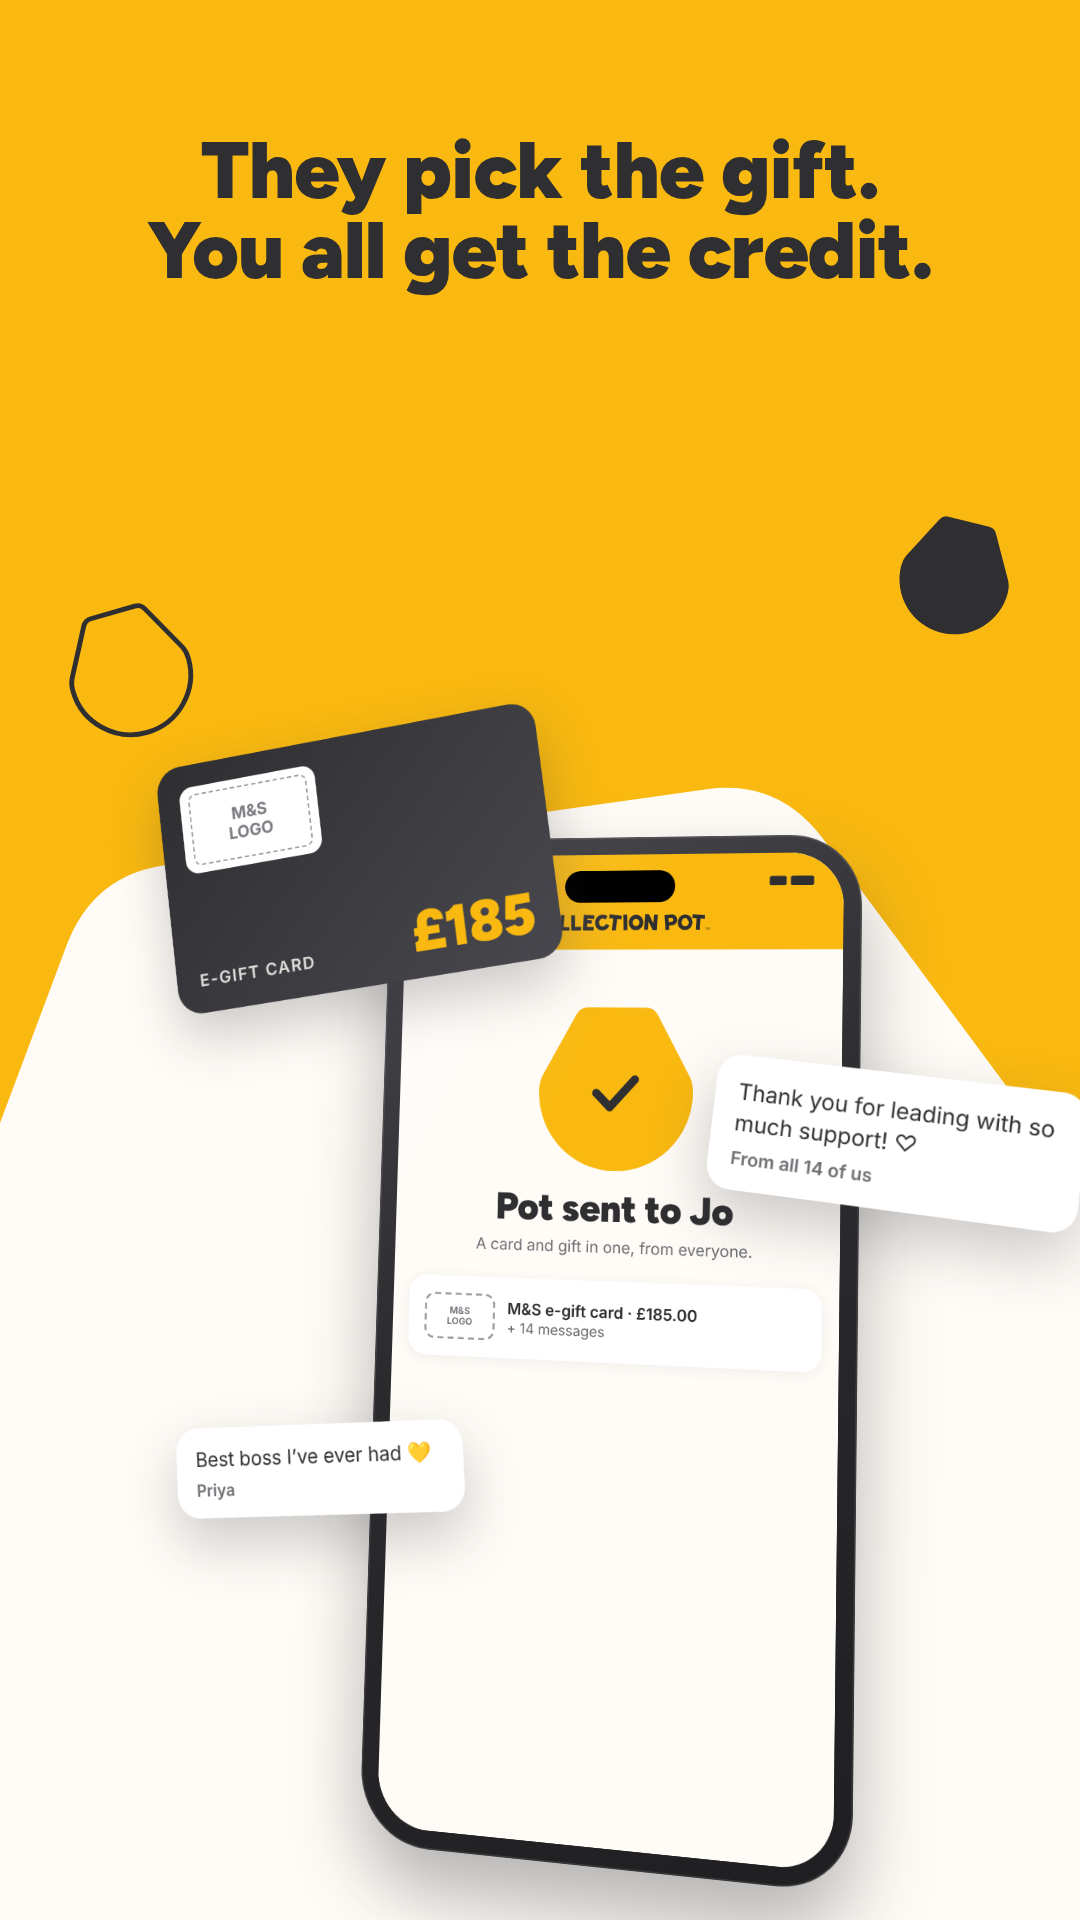 They pick the gift.
You all get the credit.
M&S
LOGO
£185
E-GIFT CARD
LLECTION POT
Thank you for leading with so
much support! ♡
From all 14 of us
Pot sent to Jo
A card and gift in one, from everyone.
M&S
LOGO
M&S e-gift card · £185.00
+ 14 messages
Best boss I’ve ever had 💛
Priya